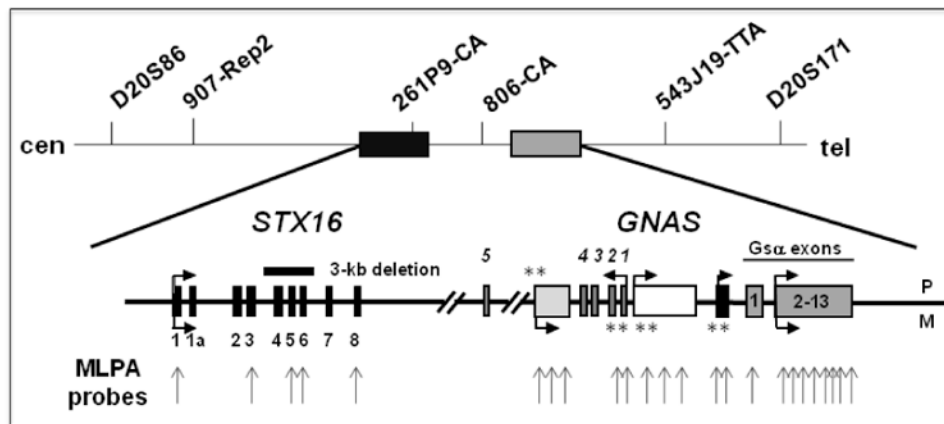 D20S86 907-Rep2 261P9-CA 806-CA 543J19-TTA D20S171
cen tel
STX16 GNAS
3-kb deletion 5 ** 4 3 2 1 Gsα exons
1 2-13 P
M
1 1a 2 3 4 5 6 7 8 ** ** **
MLPA
probes